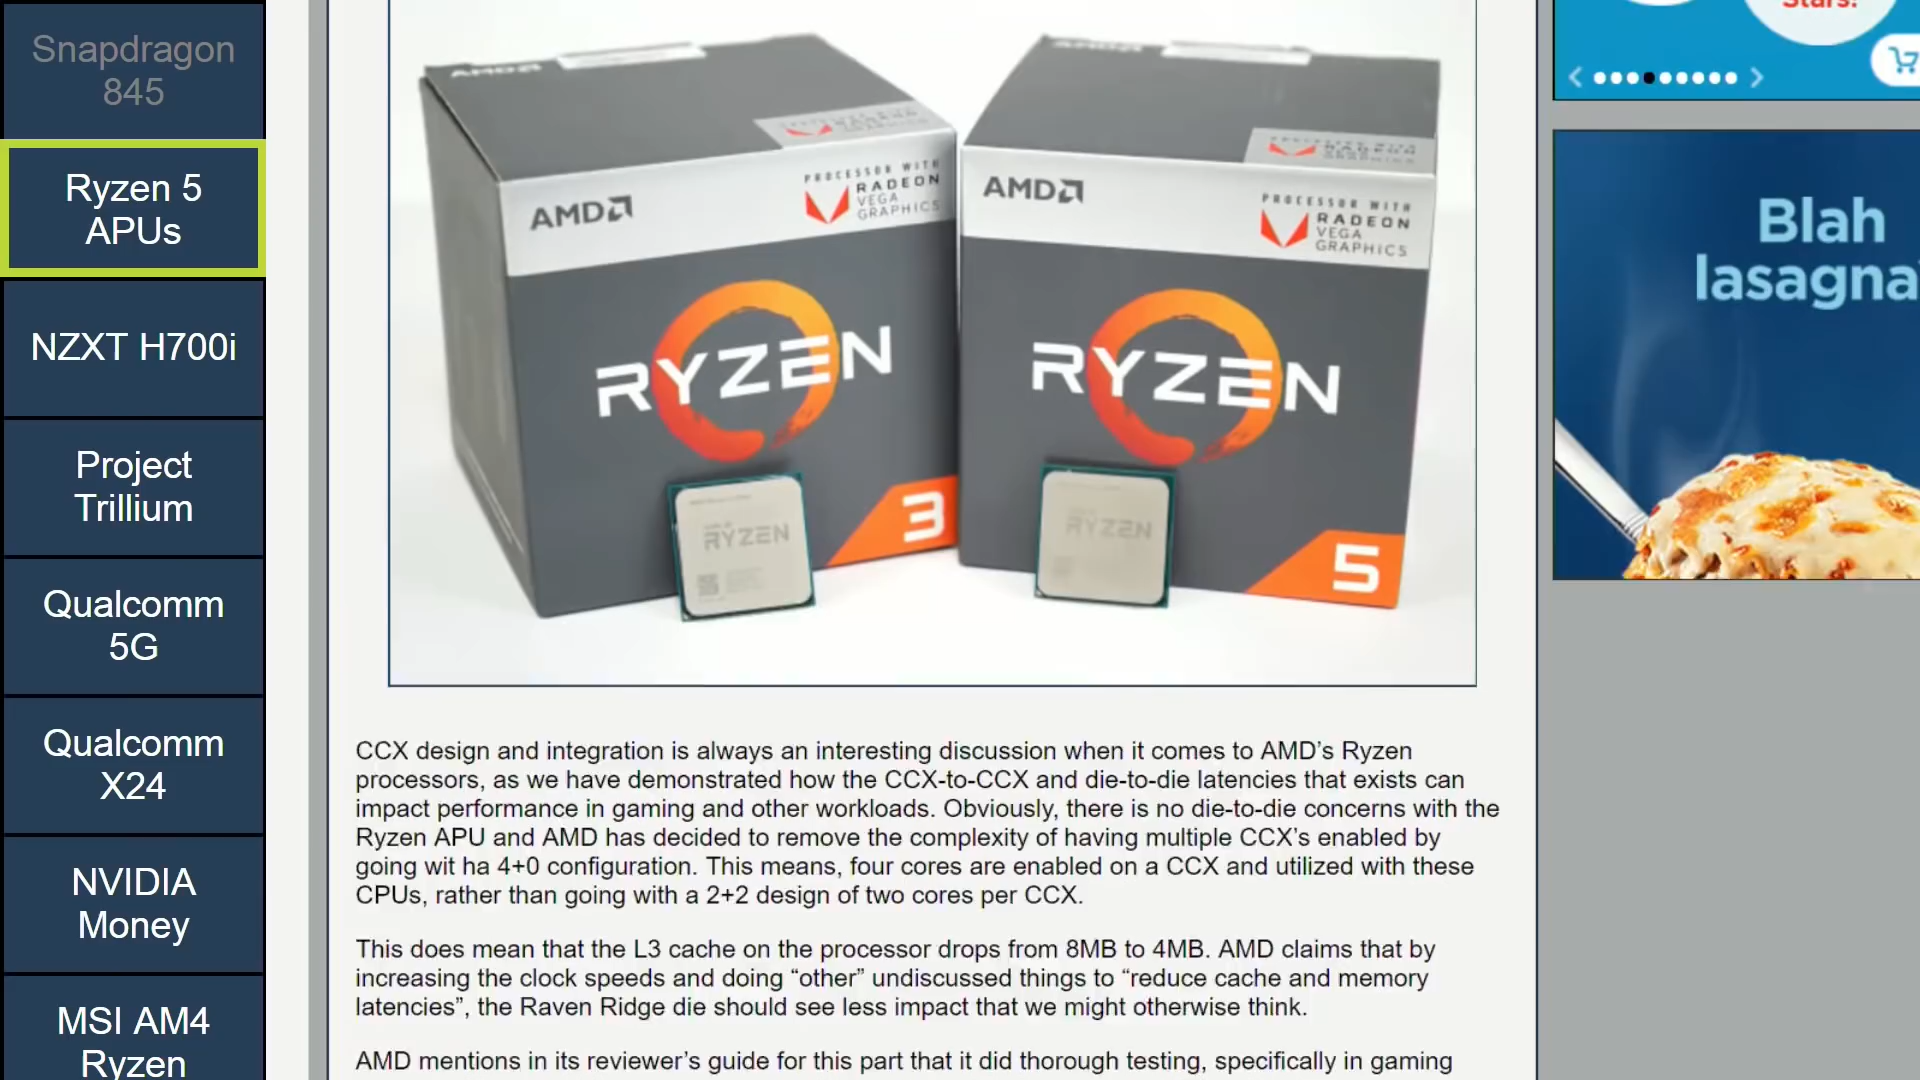 Snapdragon
845
Ryzen 5
APUs
NZXT H700i
Project
Trillium
Qualcomm
5G
Qualcomm
X24
NVIDIA
Money
MSI AM4
Ryzen
AMD
PROCESSOR WITH
RADEON
VEGA
GRAPHICS
AMD
RYZEN
3
RYZEN
AMD
PROCESSOR WITH
RADEON
VEGA
GRAPHICS
AMD
RYZEN
5
RYZEN
CCX design and integration is always an interesting discussion when it comes to AMD’s Ryzen
processors, as we have demonstrated how the CCX-to-CCX and die-to-die latencies that exists can
impact performance in gaming and other workloads. Obviously, there is no die-to-die concerns with the
Ryzen APU and AMD has decided to remove the complexity of having multiple CCX’s enabled by
going wit ha 4+0 configuration. This means, four cores are enabled on a CCX and utilized with these
CPUs, rather than going with a 2+2 design of two cores per CCX.
This does mean that the L3 cache on the processor drops from 8MB to 4MB. AMD claims that by
increasing the clock speeds and doing “other” undiscussed things to “reduce cache and memory
latencies”, the Raven Ridge die should see less impact that we might otherwise think.
AMD mentions in its reviewer’s guide for this part that it did thorough testing, specifically in gaming
Stars!
Blah
lasagna